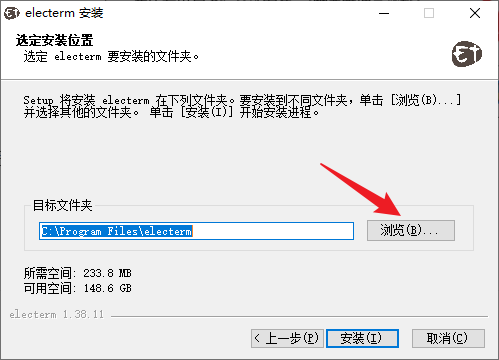 electerm 安装
选定安装位置
选定 electerm 要安装的文件夹。
Et
Setup 将安装 electerm 在下列文件夹。要安装到不同文件夹，单击 [浏览(B)...]
并选择其他的文件夹。 单击 [安装(I)] 开始安装进程。
目标文件夹
C:\Program Files\electerm
浏览(B)...
所需空间: 233.8 MB
可用空间: 148.6 GB
electerm 1.38.11
< 上一步(P)
安装(I)
取消(C)